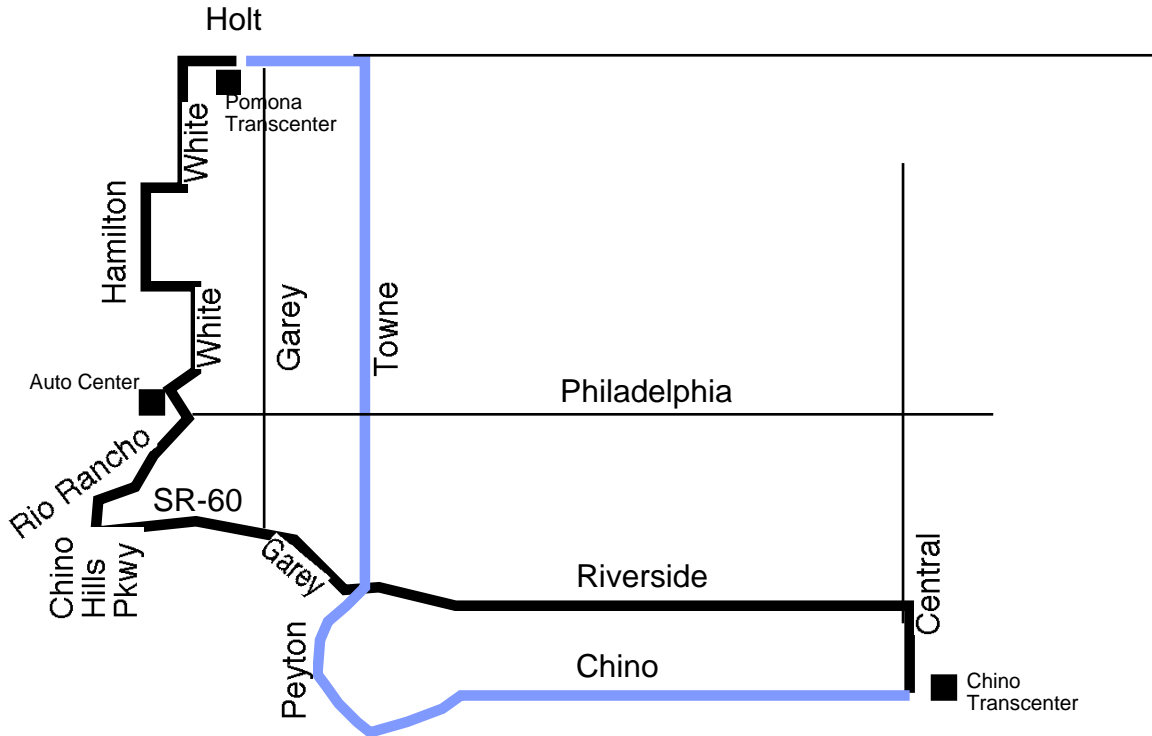 Holt
Pomona
Transcenter
White
Hamilton
White
Garey
Towne
Auto Center
Philadelphia
Rio Rancho
SR-60
Garey
Chino
Hills
Pkwy
Riverside
Central
Peyton
Chino
Chino
Transcenter